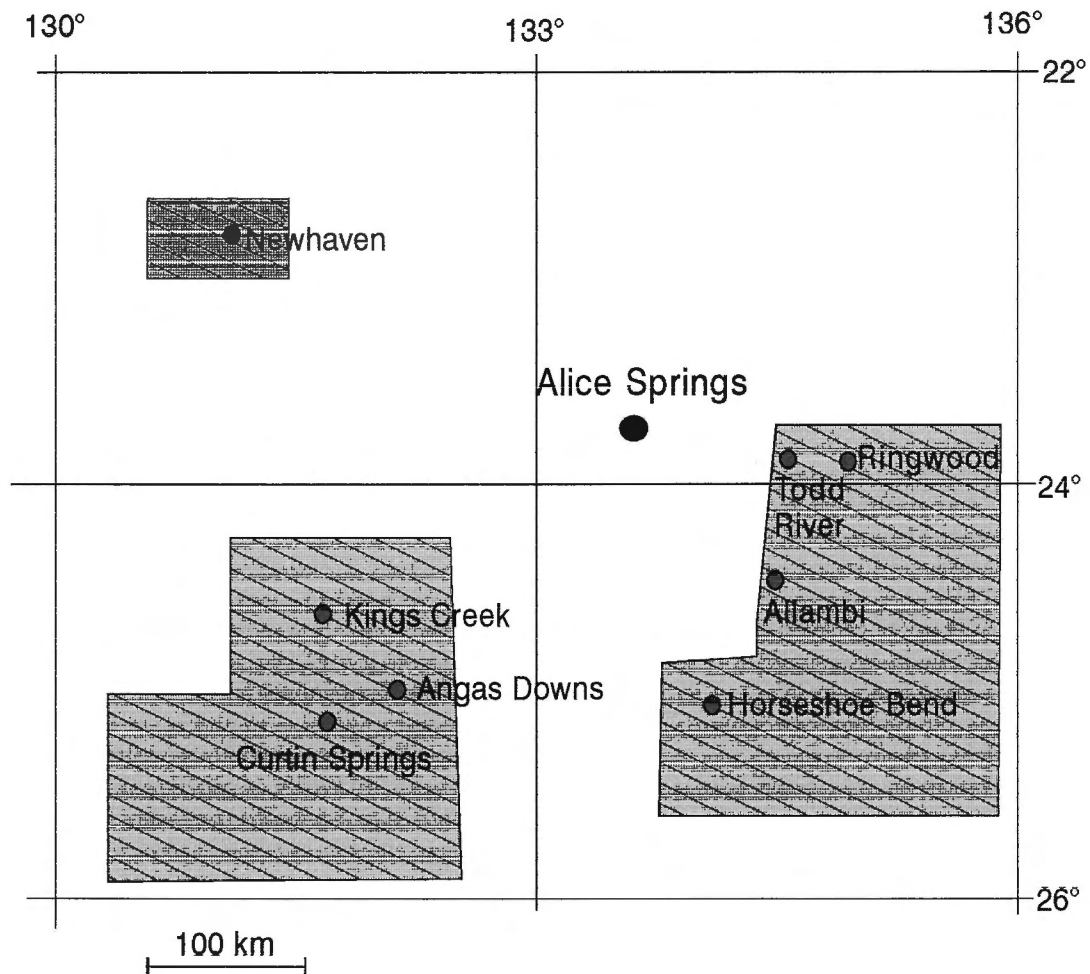 130°
133°
136°
22°
Newhaven
Alice Springs
Ringwood
24°
Todd
River
Allambi
Kings Creek
Angas Downs
Horseshoe Bend
Curtin Springs
26°
100 km